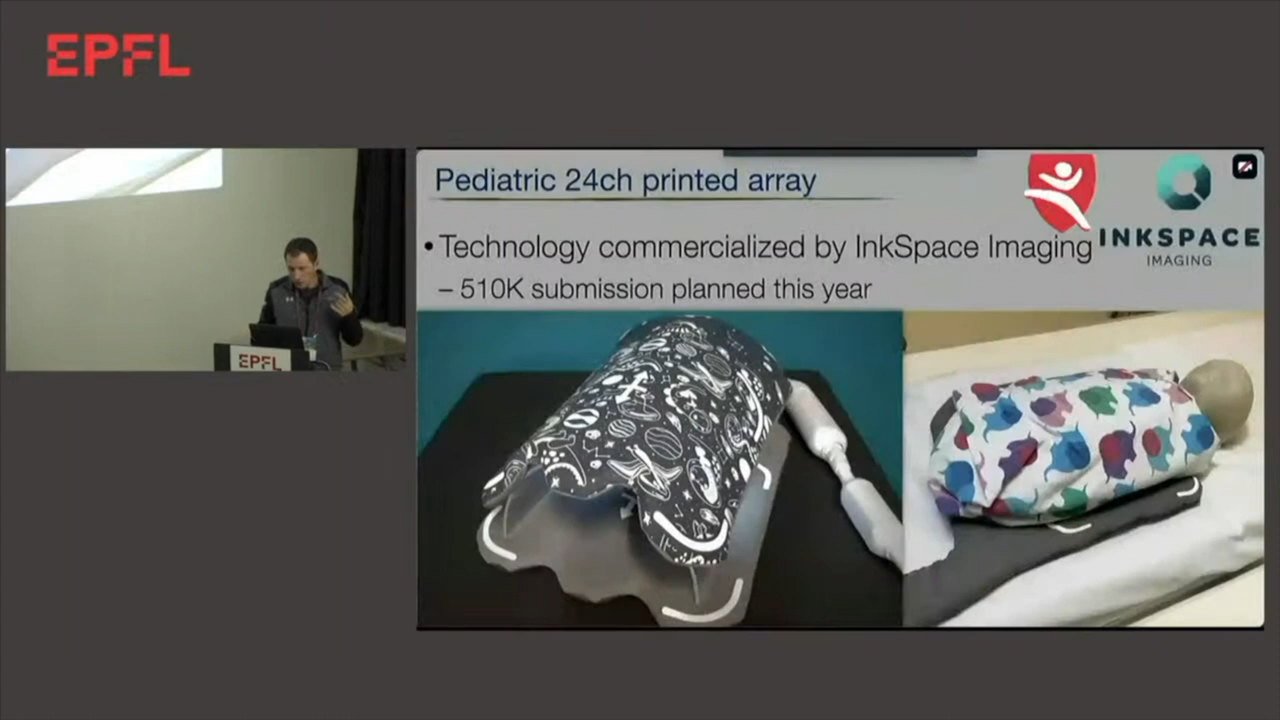 EPFL
Pediatric 24ch printed array
• Technology commercialized by InkSpace Imaging
– 510K submission planned this year
INKSPACE
IMAGING
EPFL